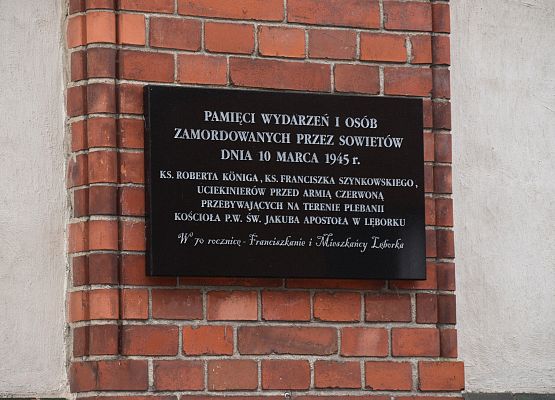 PAMIĘCI WYDARZEŃ I OSÓB
ZAMORDOWANYCH PRZEZ SOWIETÓW
DNIA 10 MARCA 1945 r.
KS. ROBERTA KÖNIGA, KS. FRANCISZKA SZYNKOWSKIEGO,
UCIEKINIERÓW PRZED ARMIĄ CZERWONĄ
PRZEBYWAJĄCYCH NA TERENIE PLEBANII
KOŚCIOŁA P.W. ŚW. JAKUBA APOSTOŁA W LĘBORKU
W 70 rocznicę - Franciszkanie i Mieszkańcy Lęborka